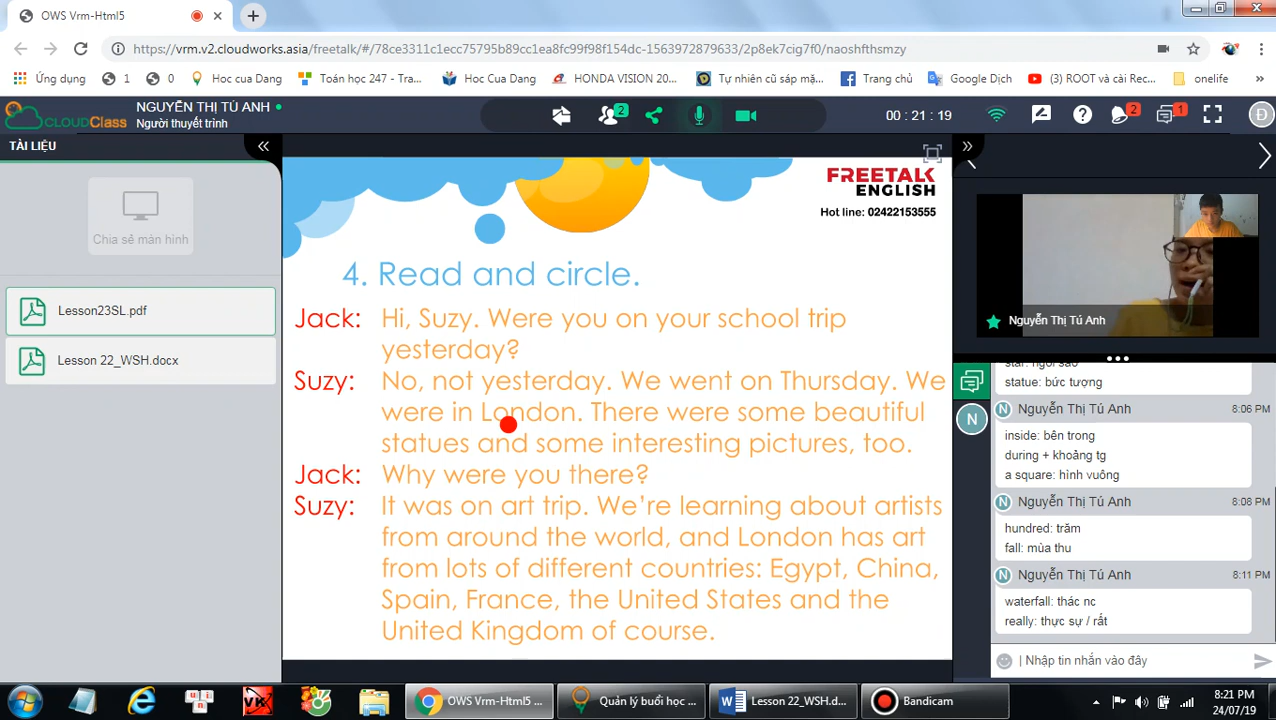 OWS Vrm-Html5
https://vrm.v2.cloudworks.asia/freetalk/#/78ce3311c1ecc75795b89cc1ea8fc99f98f154dc-1563972879633/2p8ek7cig7f0/naoshfthsmzy
Ứng dụng 1 0 Hoc cua Dang Toán học 247 - Tra... Học Cua Dang HONDA VISION 20... Tự nhiên cũ sáp mặ... Trang chủ Google Dịch (3) ROOT và cài Rec... onelife »
CLOUDClass
NGUYỄN THỊ TÚ ANH
Người thuyết trình
2
00 : 21 : 19
2 1 Đ
TÀI LIỆU
Chia sẻ màn hình
Lesson23SL.pdf
Lesson 22_WSH.docx
FREETALK
ENGLISH
Hot line: 02422153555
4. Read and circle.
Jack: Hi, Suzy. Were you on your school trip
yesterday?
Suzy: No, not yesterday. We went on Thursday. We
were in London. There were some beautiful
statues and some interesting pictures, too.
Jack: Why were you there?
Suzy: It was on art trip. We're learning about artists
from around the world, and London has art
from lots of different countries: Egypt, China,
Spain, France, the United States and the
United Kingdom of course.
Nguyễn Thị Tú Anh
star: ngôi sao
statue: bức tượng
N
N Nguyễn Thị Tú Anh 8:06 PM
inside: bên trong
during + khoảng tg
a square: hình vuông
N Nguyễn Thị Tú Anh 8:08 PM
hundred: trăm
fall: mùa thu
N Nguyễn Thị Tú Anh 8:11 PM
waterfall: thác nc
really: thực sự / rất
Nhập tin nhắn vào đây
OWS Vrm-Html5 ... Quản lý buổi học ... Lesson 22_WSH.d... Bandicam
8:21 PM
24/07/19